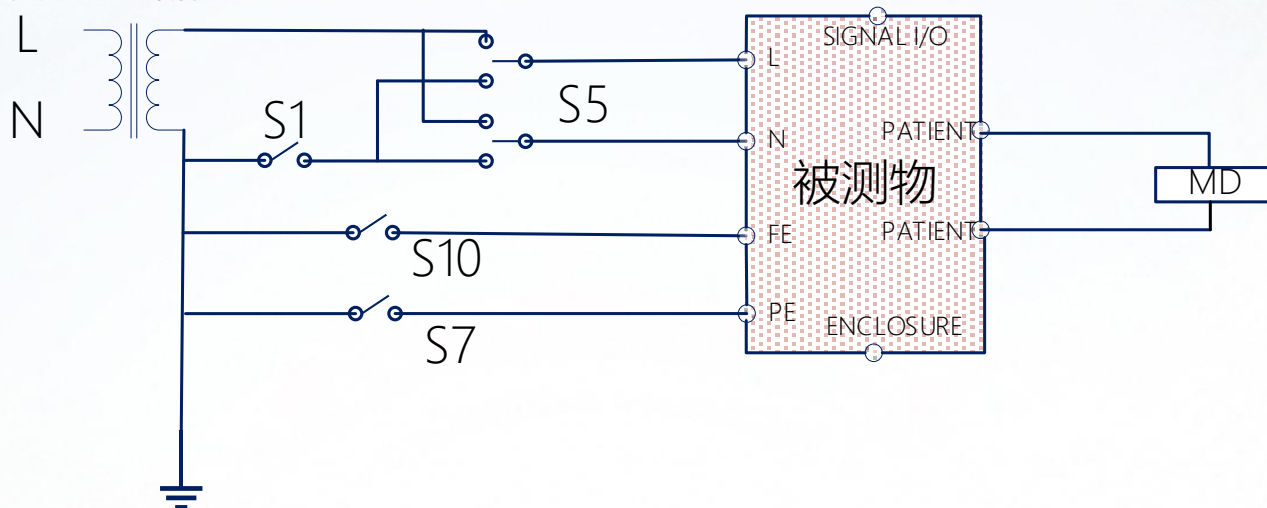 L
N
S1
S5
S10
S7
SIGNAL I/O
L
N
FE
PE
PATIENT
PATIENT
被测物
ENCLOSURE
MD